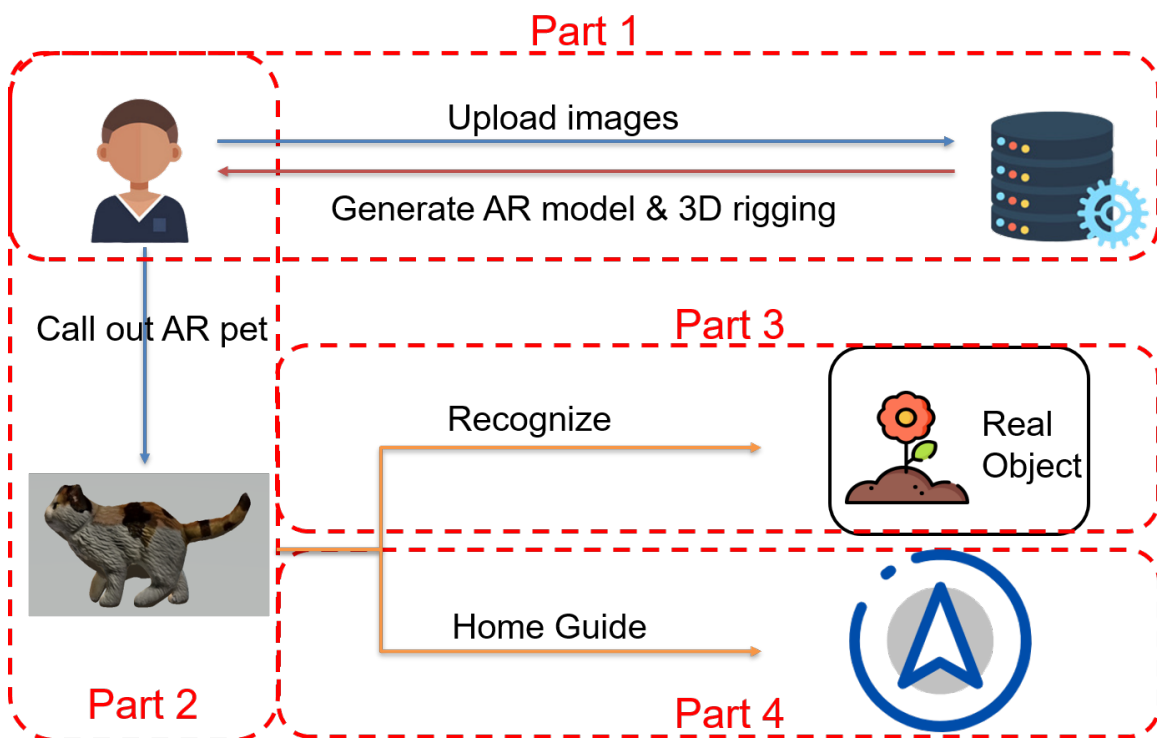 Part 1
Upload images
Generate AR model & 3D rigging
Call out AR pet
Part 3
Recognize
Real
Object
Home Guide
Part 2
Part 4